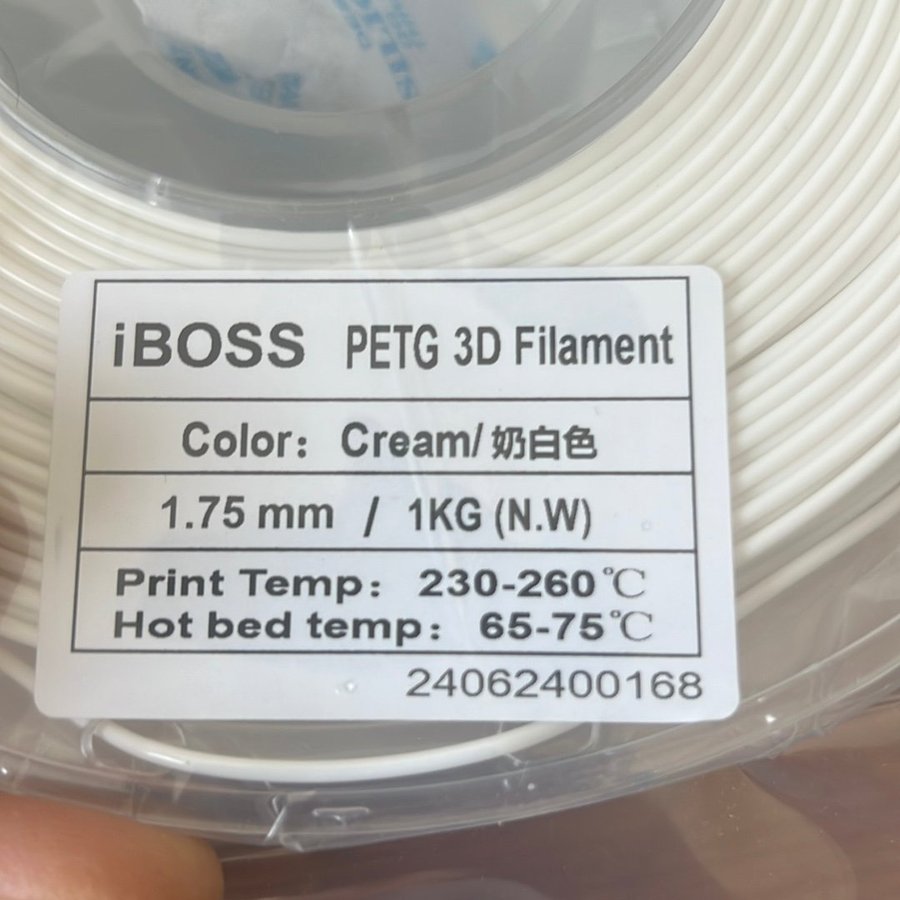 iBOSS PETG 3D Filament
Color: Cream/奶白色
1.75 mm / 1KG (N.W)
Print Temp: 230-260℃
Hot bed temp: 65-75℃
24062400168